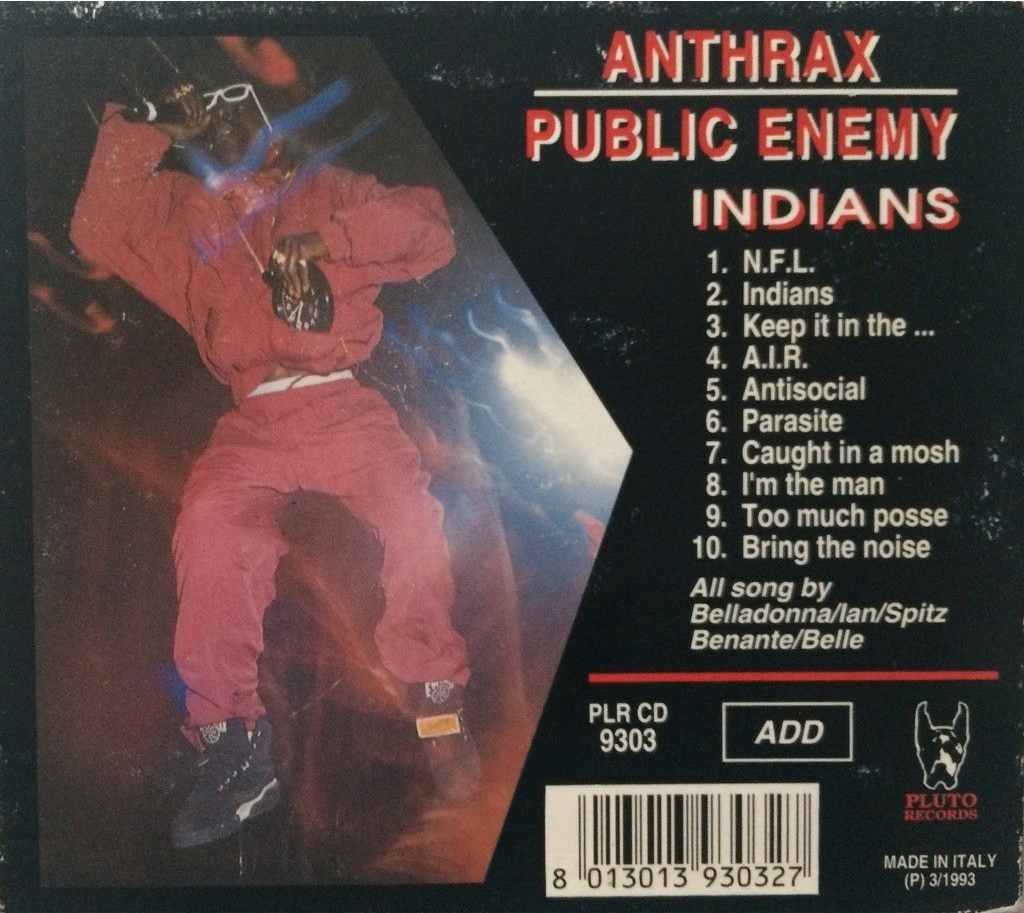 ANTHRAX
PUBLIC ENEMY
INDIANS
1. N.F.L.
2. Indians
3. Keep it in the ...
4. A.I.R.
5. Antisocial
6. Parasite
7. Caught in a mosh
8. I'm the man
9. Too much posse
10. Bring the noise
All song by
Belladonna/Ian/Spitz
Benante/Belle
PLR CD
9303
ADD
PLUTO
RECORDS
8 013013 930327
MADE IN ITALY
(P) 3/1993